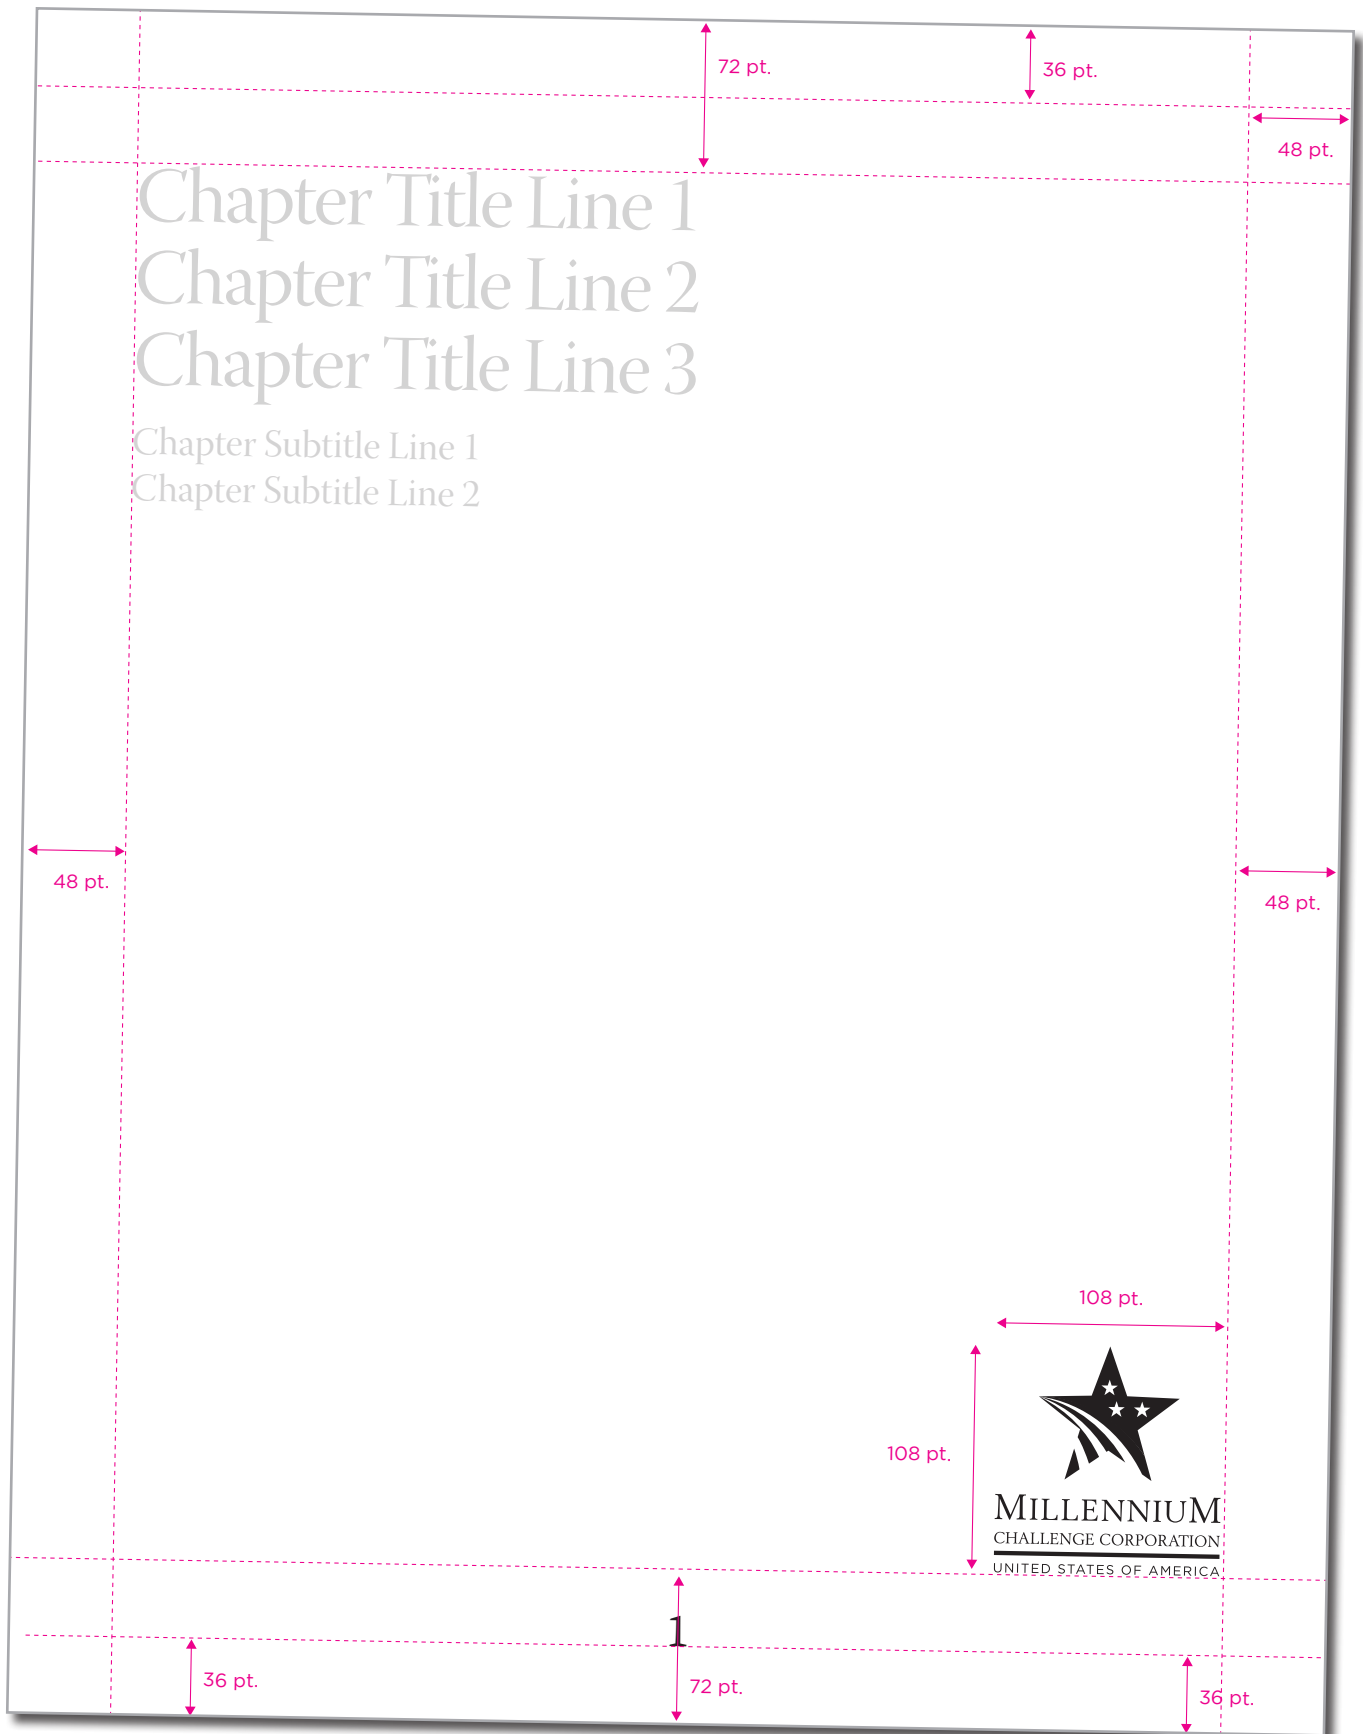 72 pt.
36 pt.
48 pt.
Chapter Title Line 1
Chapter Title Line 2
Chapter Title Line 3
Chapter Subtitle Line 1
Chapter Subtitle Line 2
48 pt.
48 pt.
108 pt.
108 pt.
MILLENNIUM
CHALLENGE CORPORATION
UNITED STATES OF AMERICA
1
36 pt.
72 pt.
36 pt.